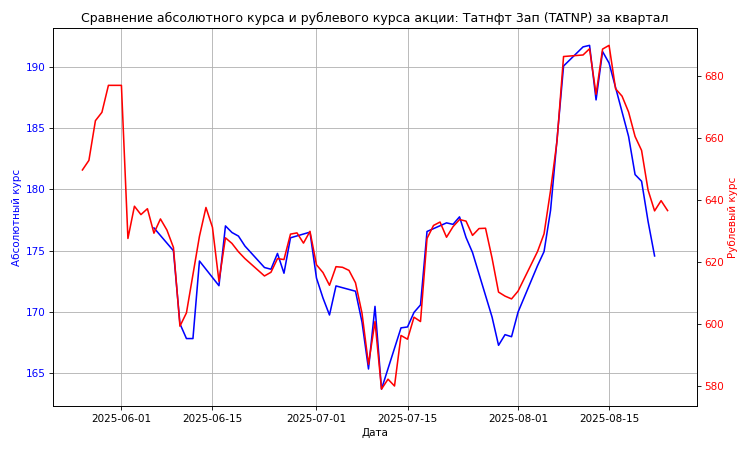 Сравнение абсолютного курса и рублевого курса акции: Татнфт 3ап (TATNP) за квартал
190
185
180
175
170
165
Абсолютный курс
680
660
640
620
600
580
Рублевый курс
2025-06-01 2025-06-15 2025-07-01 2025-07-15 2025-08-01 2025-08-15
Дата